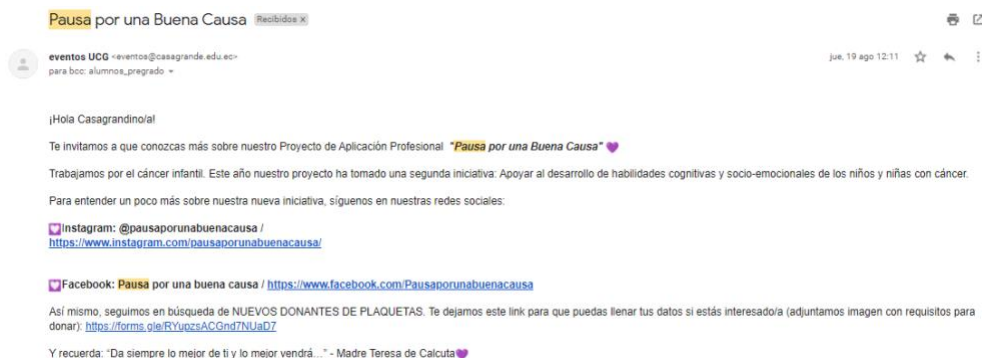 Pausa por una Buena Causa Recibidos x
eventos UCG <eventos@casagrande.edu.ec>
jue, 19 ago 12:11
para bcc: alumnos_pregrado
¡Hola Casagrandino/a!
Te invitamos a que conozcas más sobre nuestro Proyecto de Aplicación Profesional "Pausa por una Buena Causa" 💜
Trabajamos por el cáncer infantil. Este año nuestro proyecto ha tomado una segunda iniciativa: Apoyar al desarrollo de habilidades cognitivas y socio-emocionales de los niños y niñas con cáncer.
Para entender un poco más sobre nuestra nueva iniciativa, síguenos en nuestras redes sociales:
💟Instagram: @pausaporunabuenacausa /
https://www.instagram.com/pausaporunabuenacausa/
💟Facebook: Pausa por una buena causa / https://www.facebook.com/Pausaporunabuenacausa
Así mismo, seguimos en búsqueda de NUEVOS DONANTES DE PLAQUETAS. Te dejamos este link para que puedas llenar tus datos si estás interesado/a (adjuntamos imagen con requisitos para
donar): https://forms.gle/RYupzsACGnd7NUaD7
Y recuerda: "Da siempre lo mejor de ti y lo mejor vendrá..." - Madre Teresa de Calcuta💜